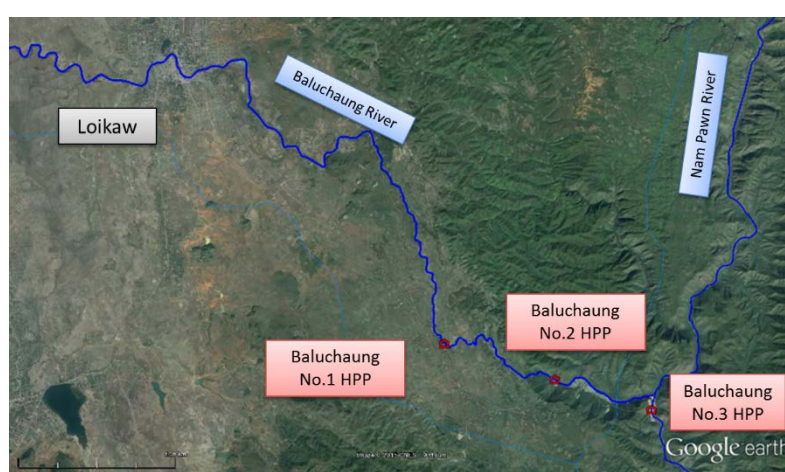 Baluchaung River
Nam Pawn River
Loikaw
Baluchaung
No.2 HPP
Baluchaung
No.1 HPP
Baluchaung
No.3 HPP
Google earth